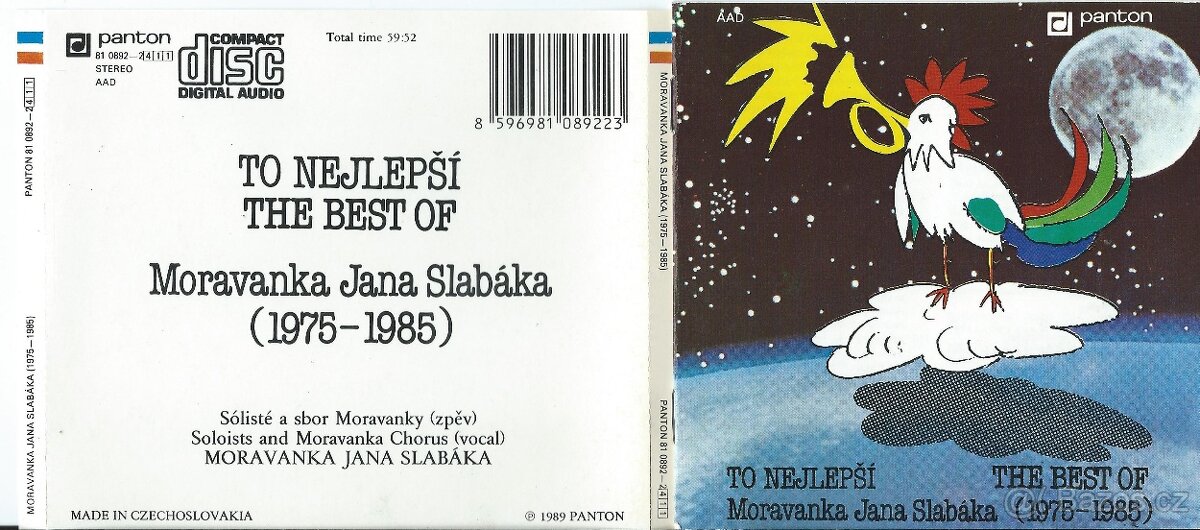 panton
81 0892-2 4 1 1
STEREO
AAD
COMPACT
disc
DIGITAL AUDIO
Total time 59:52
8 596981 089223
TO NEJLEPŠÍ
THE BEST OF
Moravanka Jana Slabáka
(1975-1985)
Sólisté a sbor Moravanky (zpěv)
Soloists and Moravanka Chorus (vocal)
MORAVANKA JANA SLABÁKA
MADE IN CZECHOSLOVAKIA
℗ 1989 PANTON
PANTON 81 0892-2 4 1 1
MORAVANKA JANA SLABÁKA (1975-1985)
MORAVANKA JANA SLABÁKA (1975-1985)
PANTON 81 0892-2 4 1 1
AAD
panton
TO NEJLEPŠÍ THE BEST OF
Moravanka Jana Slabáka (1975-1985)
@ Bazos.cz